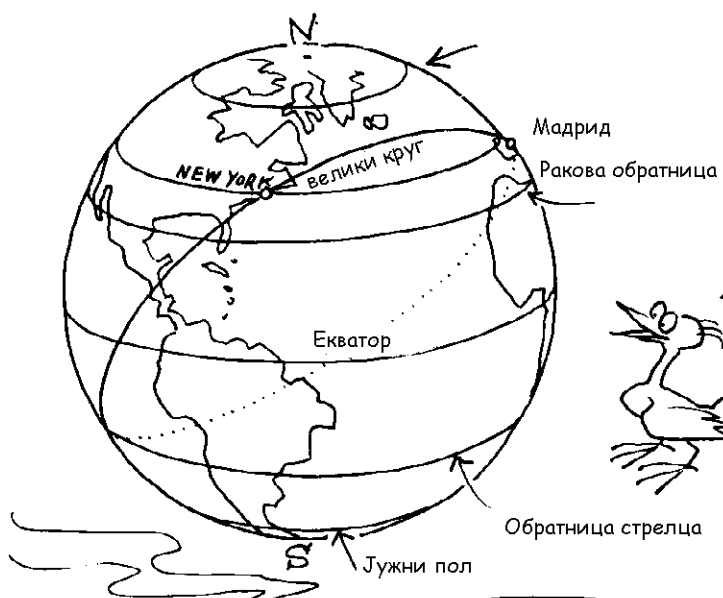 N
Мадрид
велики круг
NEW YORK
Ракова обратница
Екватор
Обратница стрелца
S
Јужни пол